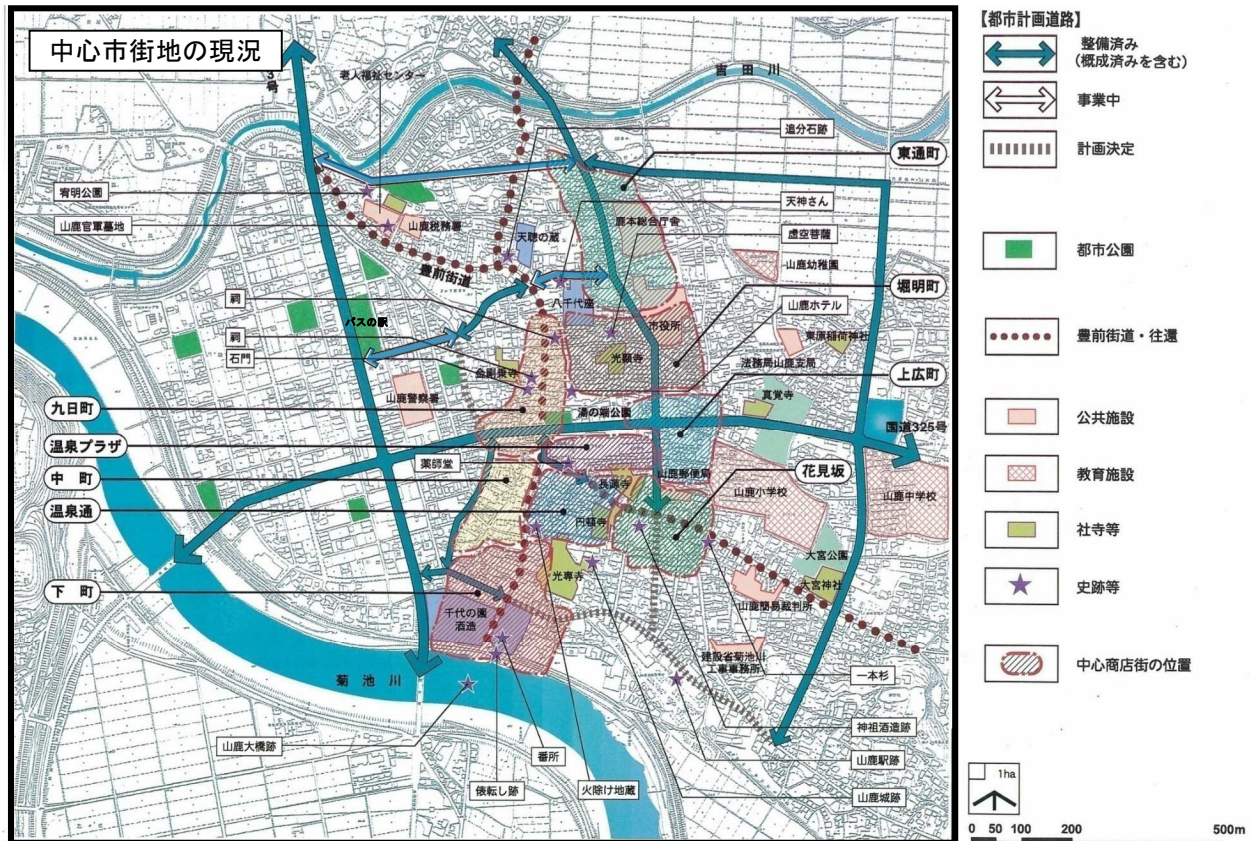 中心市街地の現況
3号
老人福祉センター
吉田川
追分石跡
東通町
宥明公園
天神さん
鹿本総合庁舎
山鹿官軍墓地
山鹿税務署
天聴の蔵
虚空菩薩
山鹿幼稚園
豊前街道
堀明町
祠
八千代座
山鹿ホテル
バスの駅
市役所
祠
東原稲荷神社
石門
光顕寺
法務局山鹿支局
金剛乗寺
上広町
山鹿警察署
真覚寺
九日町
湯の端公園
国道325号
温泉プラザ
薬師堂
山鹿郵便局
花見坂
中町
長源寺
山鹿小学校
山鹿中学校
温泉通
円頓寺
大宮公園
光専寺
大宮神社
下町
千代の園
酒造
山鹿簡易裁判所
建設省菊池川
工事事務所
菊池川
一本杉
神祖酒造跡
山鹿大橋跡
番所
山鹿駅跡
俵転し跡
火除け地蔵
山鹿城跡
【都市計画道路】
整備済み
(概成済みを含む)
事業中
計画決定
都市公園
豊前街道・往還
公共施設
教育施設
社寺等
史跡等
中心商店街の位置
1ha
0 50 100 200 500m